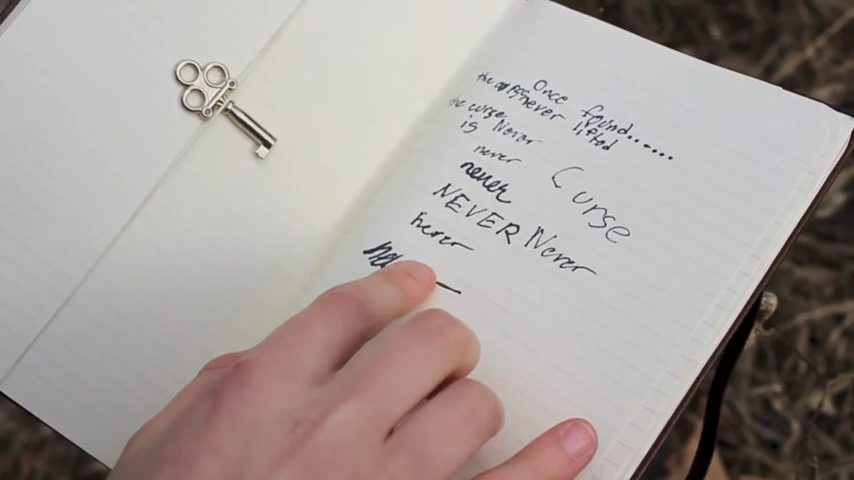 Once found.......
the curse never lifted
the curse
is Never
never Curse
never
NEVER Never
never